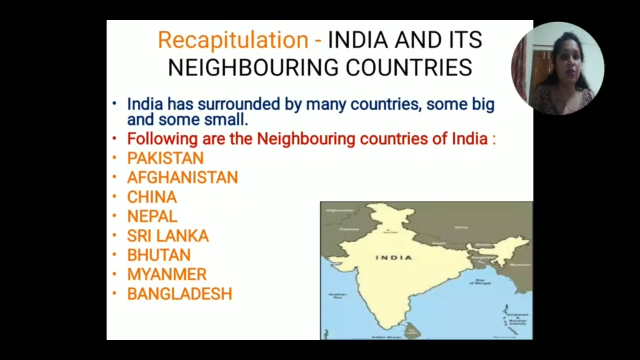 Recapitulation - INDIA AND ITS
NEIGHBOURING COUNTRIES
• India has surrounded by many countries, some big
and some small.
• Following are the Neighbouring countries of India :
• PAKISTAN
• AFGHANISTAN
• CHINA
• NEPAL
• SRI LANKA
• BHUTAN
• MYANMER
• BANGLADESH
INDIA